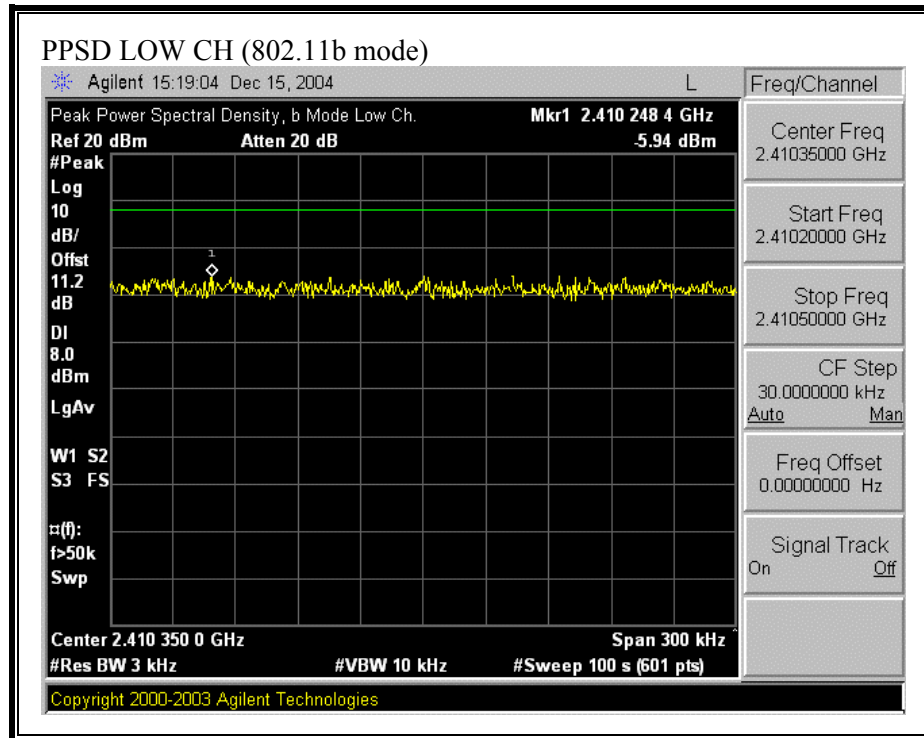 PPSD LOW CH (802.11b mode)
Agilent 15:19:04 Dec 15, 2004 L
Peak Power Spectral Density, b Mode Low Ch. Mkr1 2.410 248 4 GHz
Ref 20 dBm Atten 20 dB -5.94 dBm
#Peak
Log
10
dB/
Offst
11.2
dB
DI
8.0
dBm
LgAv
W1 S2
S3 FS
¤(f):
f>50k
Swp
1
Center 2.410 350 0 GHz Span 300 kHz
#Res BW 3 kHz #VBW 10 kHz #Sweep 100 s (601 pts)
Copyright 2000-2003 Agilent Technologies
Freq/Channel
Center Freq
2.41035000 GHz
Start Freq
2.41020000 GHz
Stop Freq
2.41050000 GHz
CF Step
30.0000000 kHz
Auto Man
Freq Offset
0.00000000 Hz
Signal Track
On Off